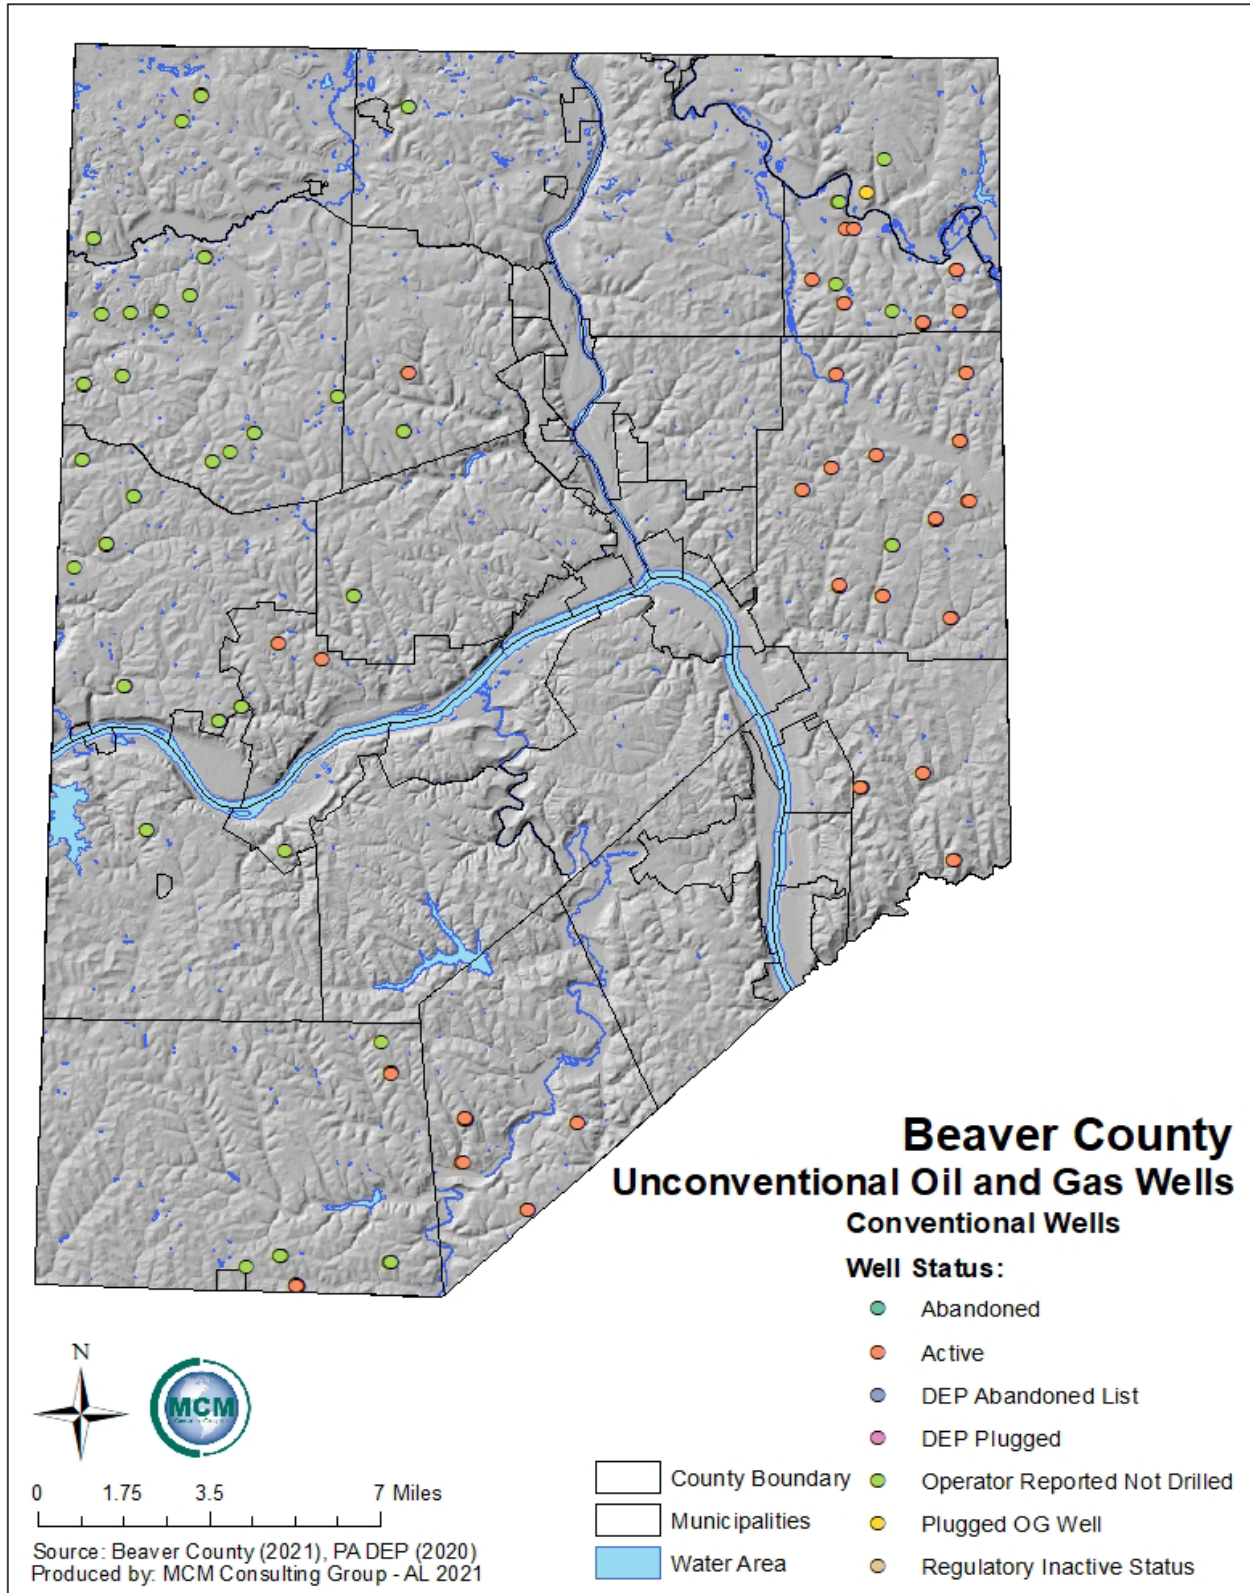 Beaver County
Unconventional Oil and Gas Wells
Conventional Wells
Well Status:
Abandoned
Active
DEP Abandoned List
DEP Plugged
Operator Reported Not Drilled
Plugged OG Well
Regulatory Inactive Status
County Boundary
Municipalities
Water Area
N
MCM
0 1.75 3.5 7 Miles
Source: Beaver County (2021), PA DEP (2020)
Produced by: MCM Consulting Group - AL 2021